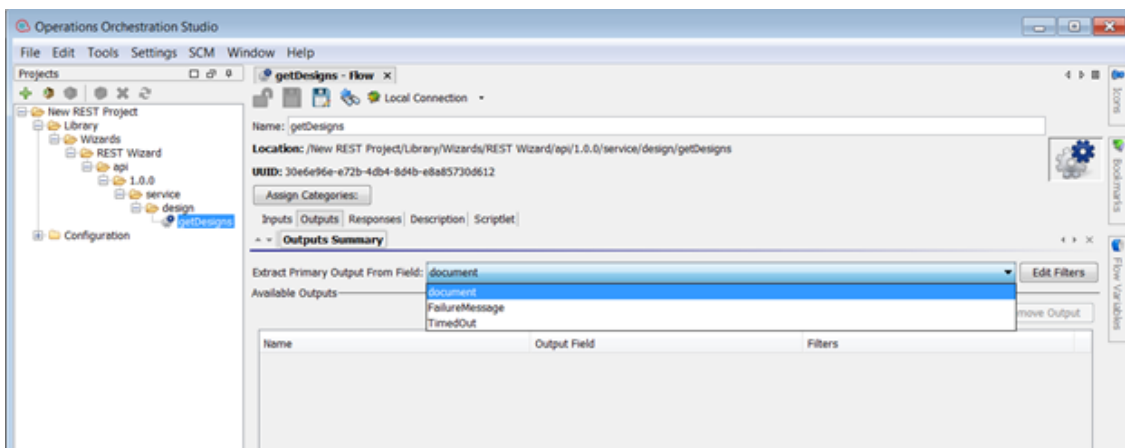 Operations Orchestration Studio
File Edit Tools Settings SCM Window Help
Projects
getDesigns - Flow
Local Connection
New REST Project
Library
Wizards
REST Wizard
api
1.0.0
service
design
getDesigns
Configuration
Name: getDesigns
Location: /New REST Project/Library/Wizards/REST Wizard/api/1.0.0/service/design/getDesigns
UUID: 30e6e96e-e72b-4db4-8d4b-e8a85730d612
Assign Categories:
Inputs Outputs Responses Description Scriptlet
Outputs Summary
Extract Primary Output From Field: document
Edit Filters
Available Outputs
document
FailureMessage
TimedOut
move Output
Name Output Field Filters
Icons
Bookmarks
Flow Variables